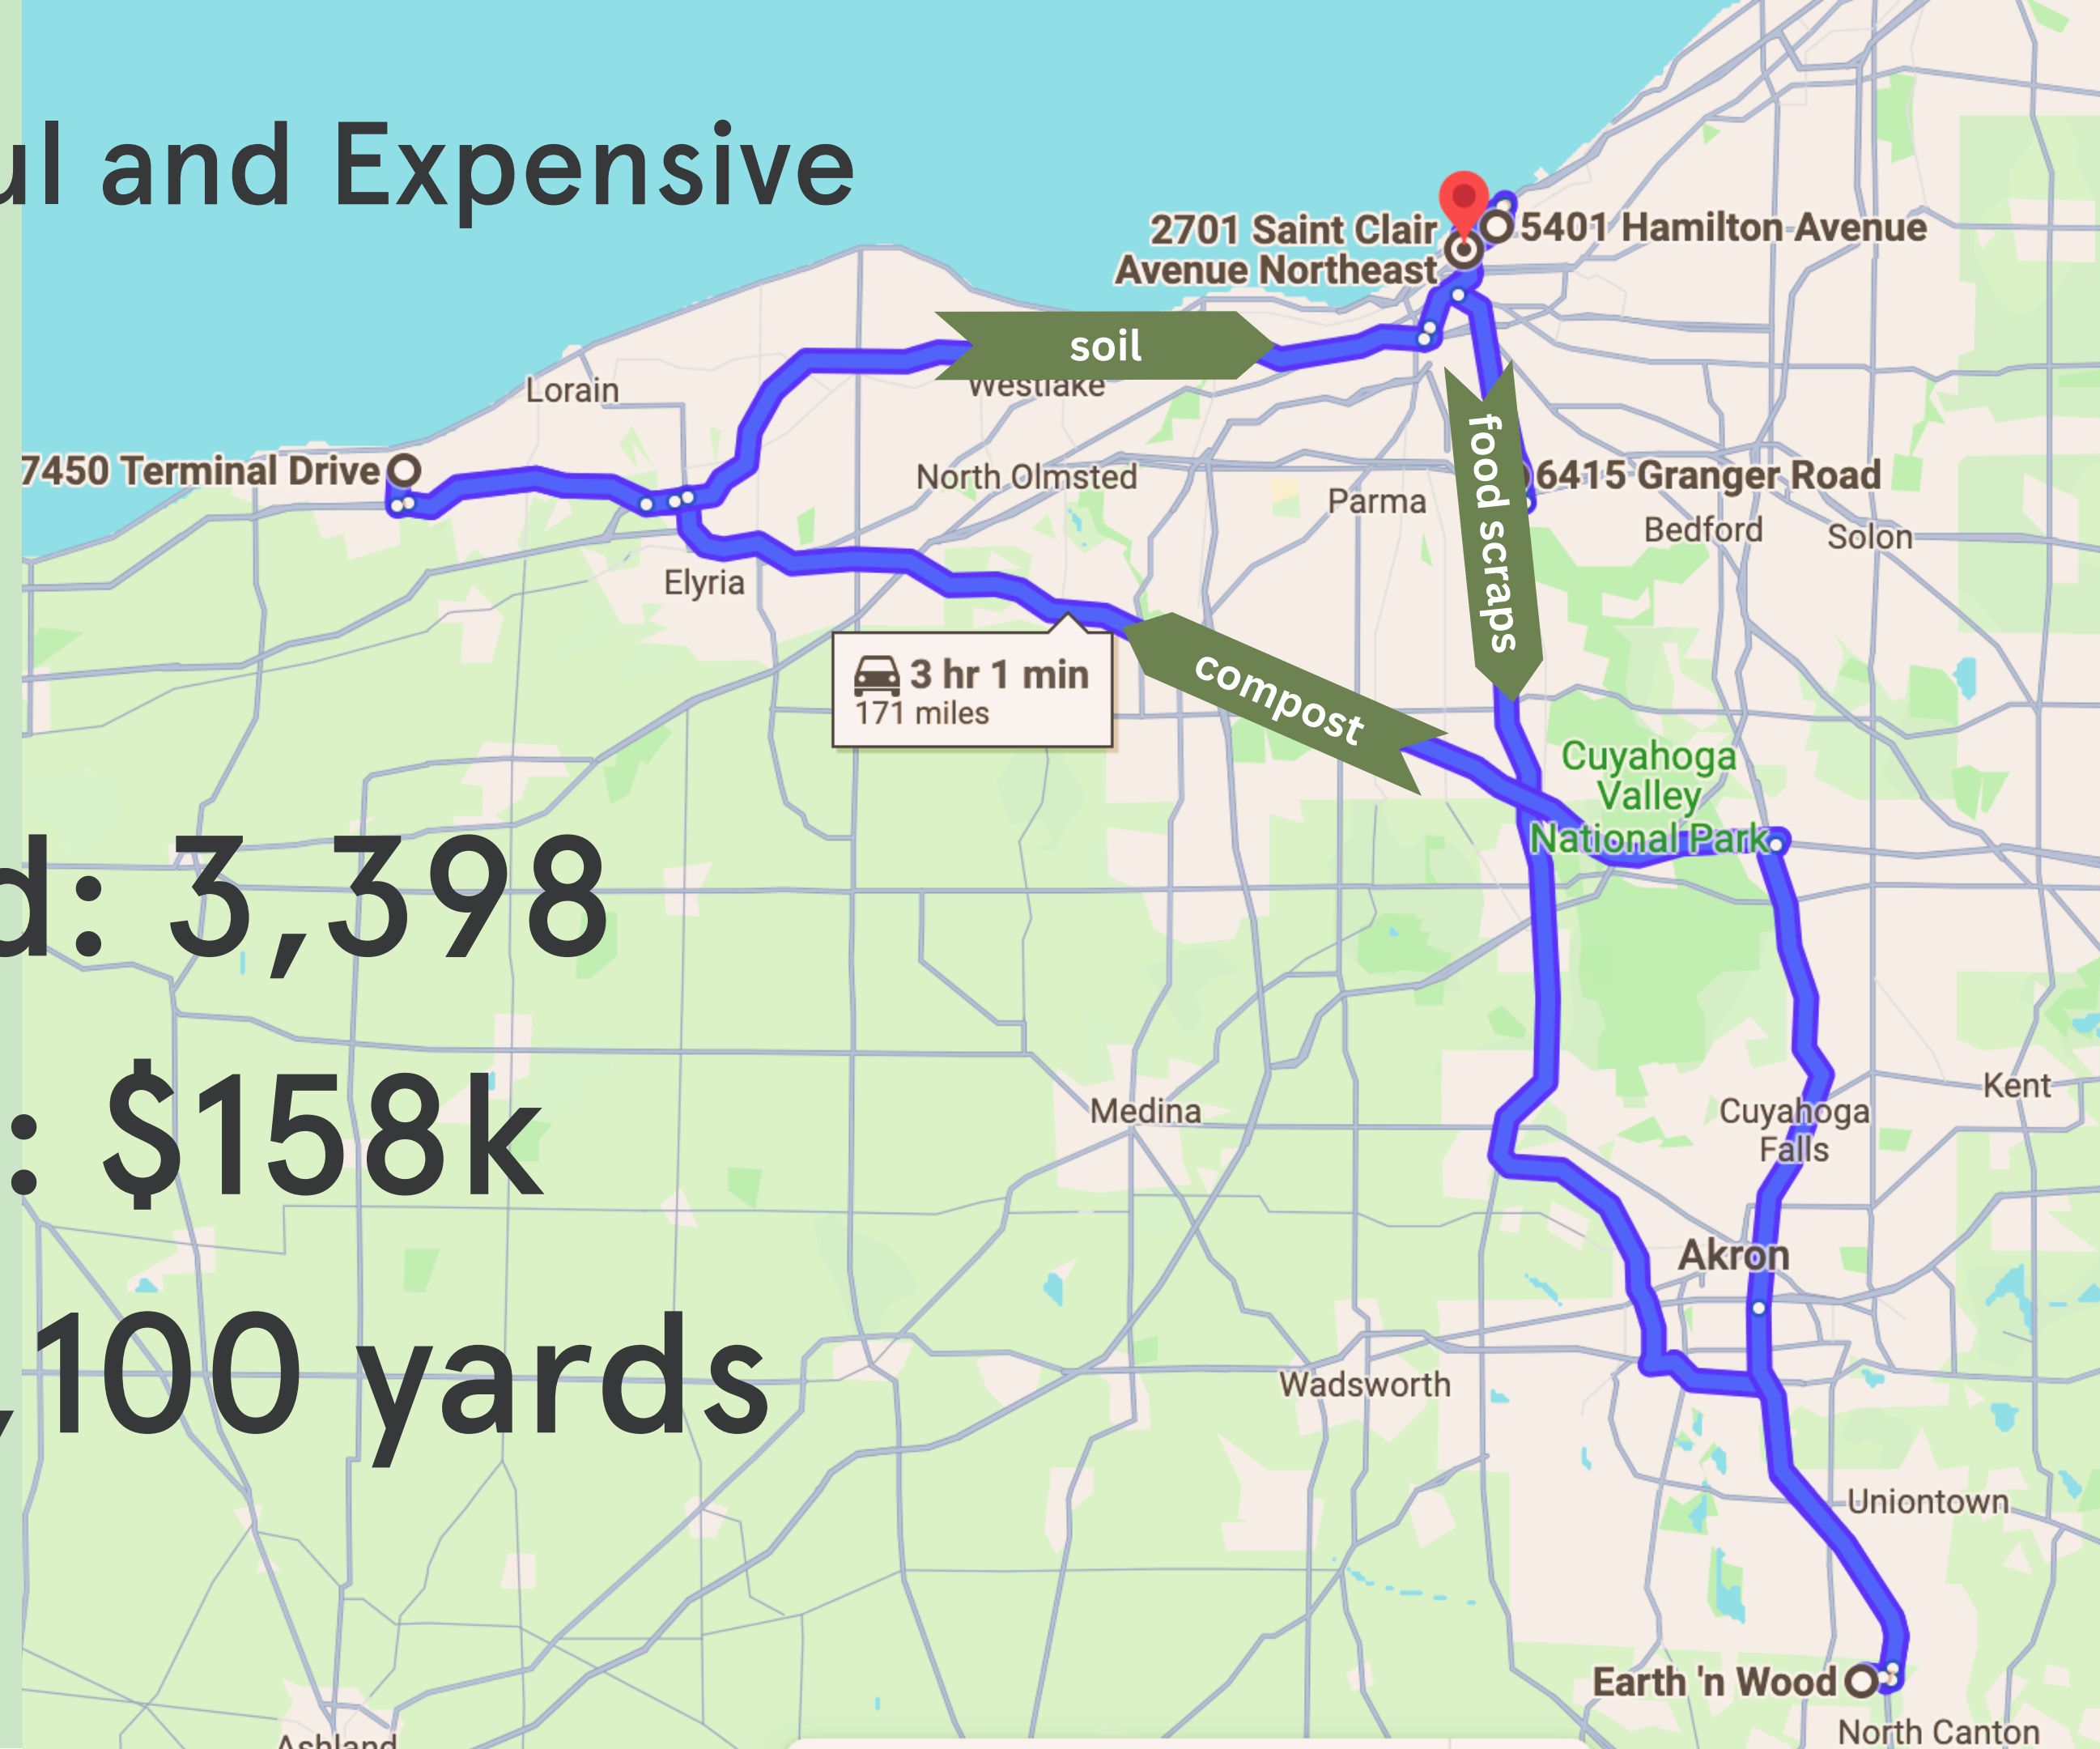 ul and Expensive
2701 Saint Clair
Avenue Northeast
5401 Hamilton Avenue
soil
Westlake
Lorain
7450 Terminal Drive
North Olmsted
Parma
food scraps
6415 Granger Road
Bedford
Solon
Elyria
3 hr 1 min
171 miles
compost
Cuyahoga
Valley
National Park
d: 3,398
: $158k
,100 yards
Medina
Kent
Cuyahoga
Falls
Akron
Wadsworth
Uniontown
Earth 'n Wood
North Canton
Ashland